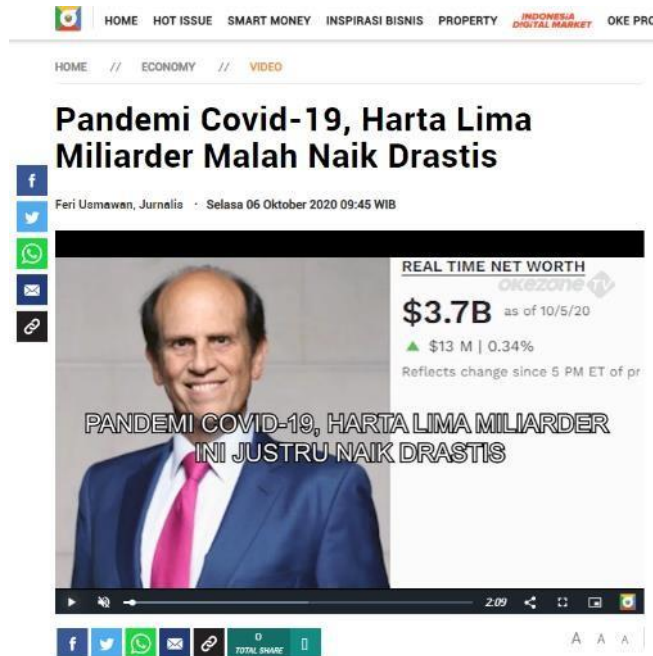 HOME HOT ISSUE SMART MONEY INSPIRASI BISNIS PROPERTY INDONESIA DIGITAL MARKET OKE PRO
HOME // ECONOMY // VIDEO
Pandemi Covid-19, Harta Lima
Miliarder Malah Naik Drastis
Feri Usmawan, Jurnalis · Selasa 06 Oktober 2020 09:45 WIB
REAL TIME NET WORTH
okezone TV
$3.7B as of 10/5/20
$13 M | 0.34%
Reflects change since 5 PM ET of pr
PANDEMI COVID-19, HARTA LIMA MILIARDER
INI JUSTRU NAIK DRASTIS
2:09
0
TOTAL SHARE
A A A